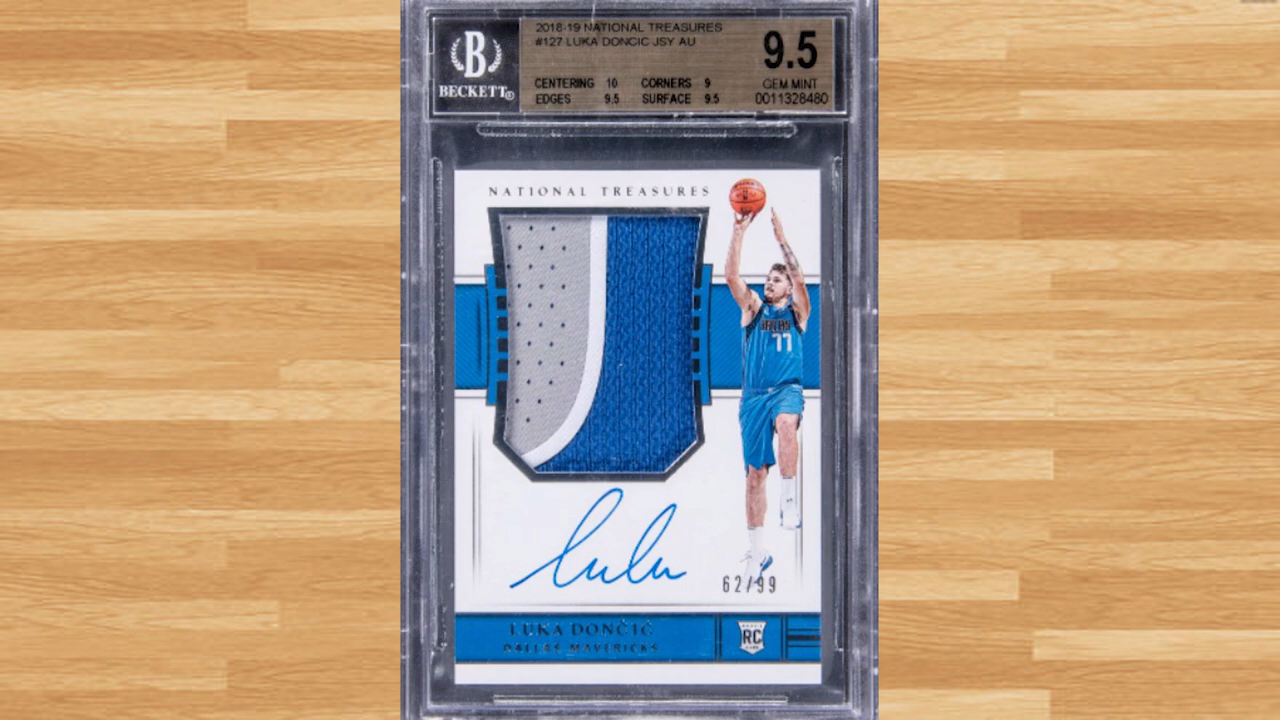 2018-19 NATIONAL TREASURES
#127 LUKA DONCIC JSY AU
9.5
CENTERING 10 CORNERS 9
GEM MINT
EDGES 9.5 SURFACE 9.5
0011328480
B
BECKETT®
NATIONAL TREASURES
77
62/99
LUKA DONČIĆ
DALLAS MAVERICKS
RC